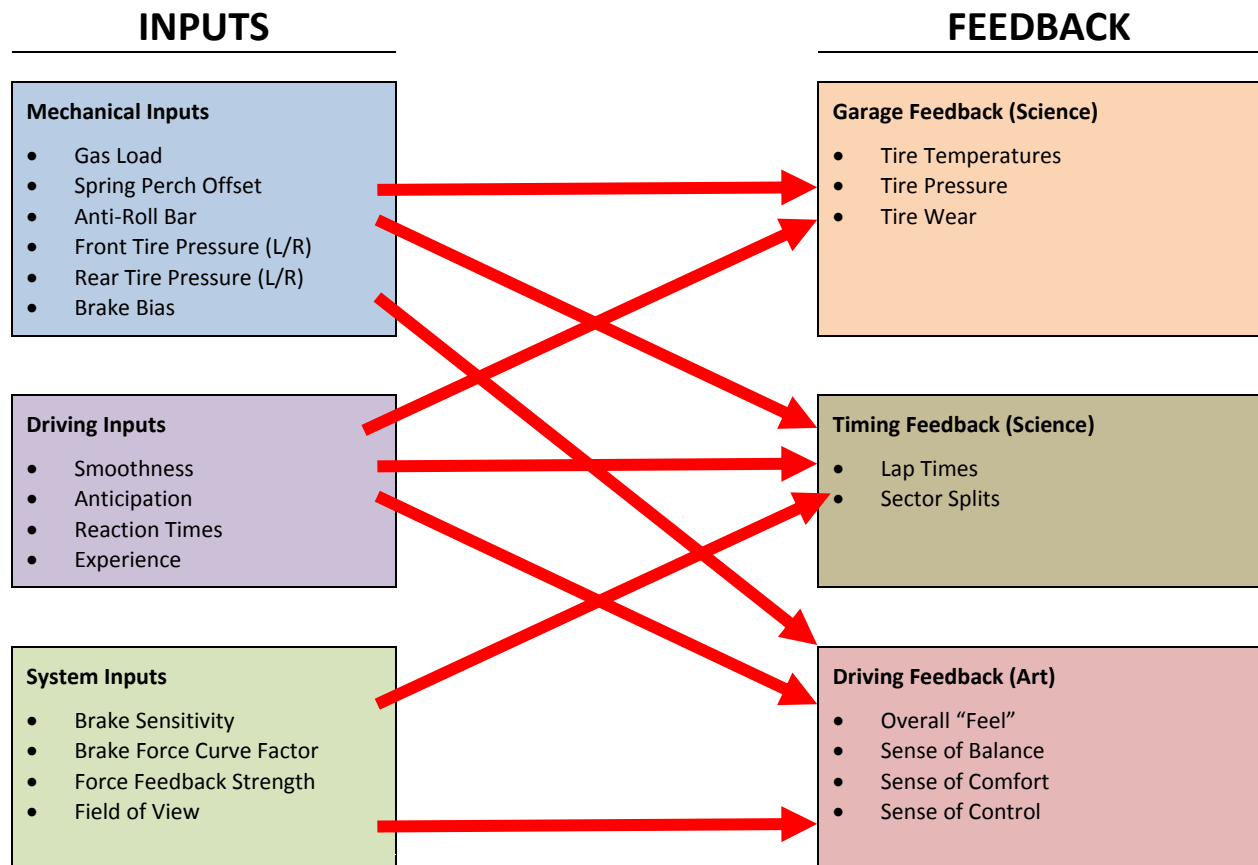 INPUTS
FEEDBACK
Mechanical Inputs
• Gas Load
• Spring Perch Offset
• Anti-Roll Bar
• Front Tire Pressure (L/R)
• Rear Tire Pressure (L/R)
• Brake Bias
Garage Feedback (Science)
• Tire Temperatures
• Tire Pressure
• Tire Wear
Driving Inputs
• Smoothness
• Anticipation
• Reaction Times
• Experience
Timing Feedback (Science)
• Lap Times
• Sector Splits
System Inputs
• Brake Sensitivity
• Brake Force Curve Factor
• Force Feedback Strength
• Field of View
Driving Feedback (Art)
• Overall “Feel”
• Sense of Balance
• Sense of Comfort
• Sense of Control